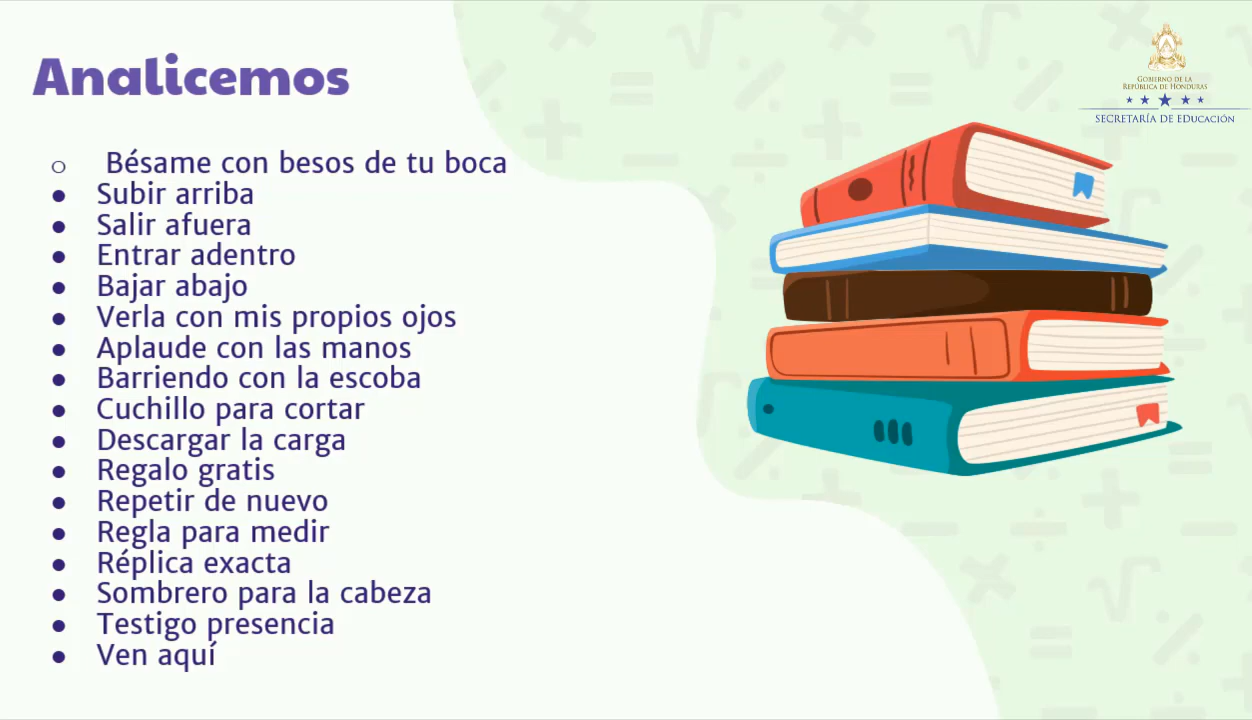 Analicemos
GOBIERNO DE LA
REPÚBLICA DE HONDURAS
SECRETARÍA DE EDUCACIÓN
o Bésame con besos de tu boca
● Subir arriba
● Salir afuera
● Entrar adentro
● Bajar abajo
● Verla con mis propios ojos
● Aplaude con las manos
● Barriendo con la escoba
● Cuchillo para cortar
● Descargar la carga
● Regalo gratis
● Repetir de nuevo
● Regla para medir
● Réplica exacta
● Sombrero para la cabeza
● Testigo presencia
● Ven aquí